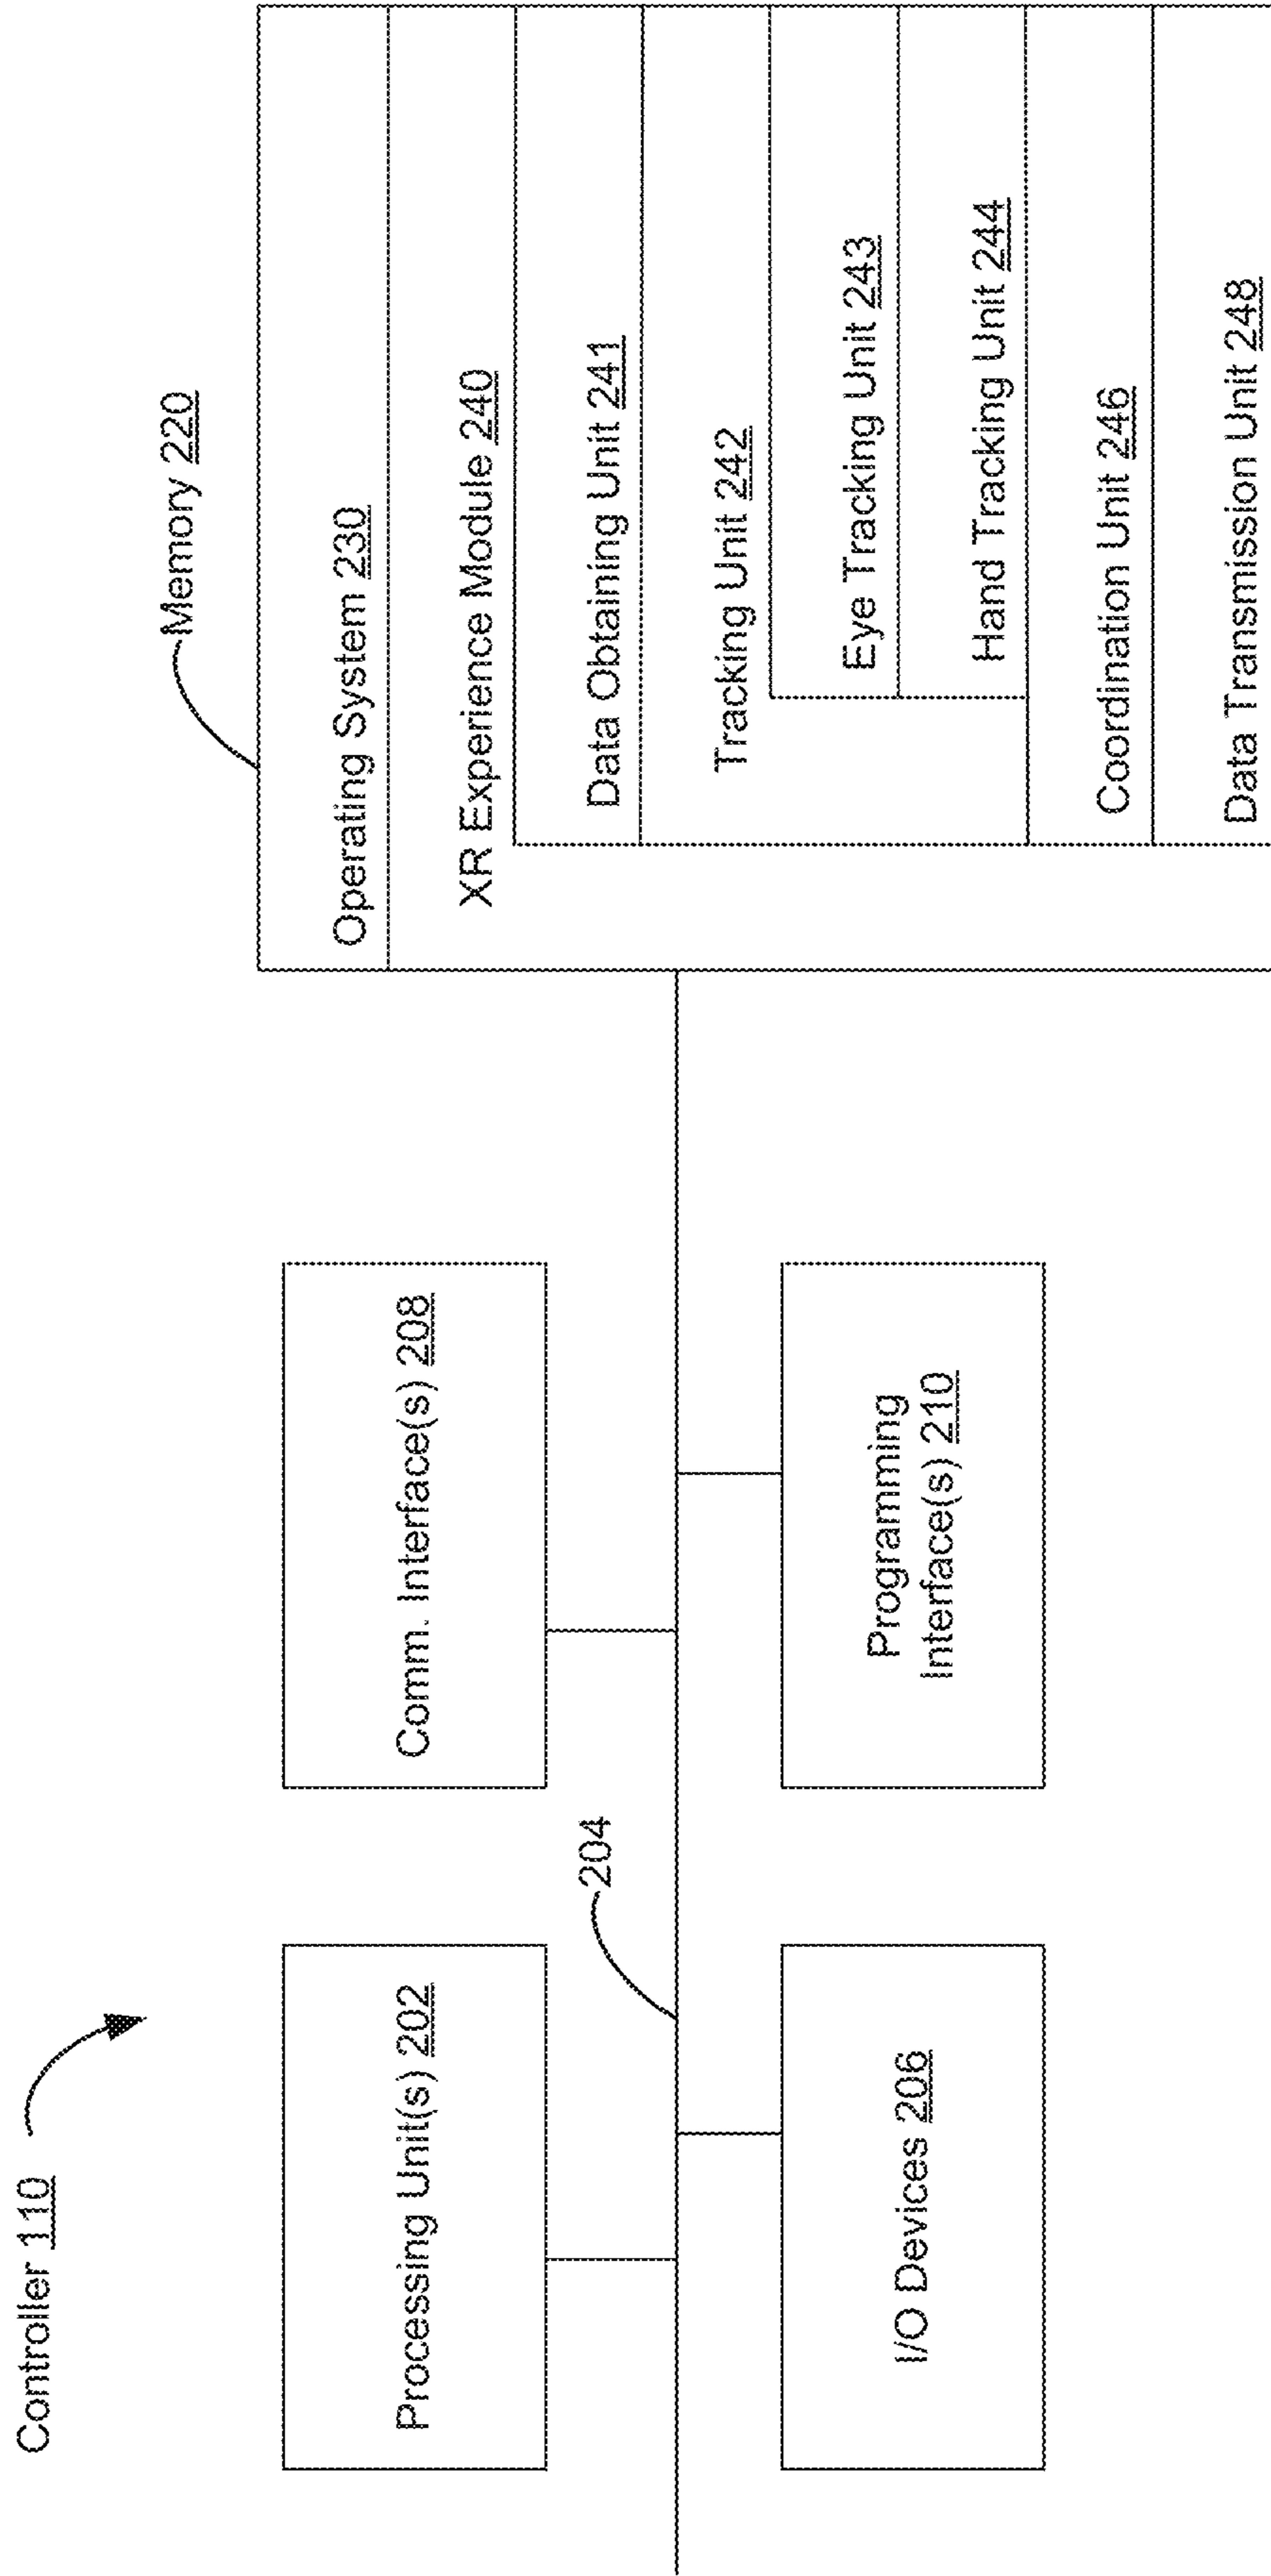 Controller 110
Processing Unit(s) 202
Comm. Interface(s) 208
204
I/O Devices 206
Programming
Interface(s) 210
Memory 220
Operating System 230
XR Experience Module 240
Data Obtaining Unit 241
Tracking Unit 242
Eye Tracking Unit 243
Hand Tracking Unit 244
Coordination Unit 246
Data Transmission Unit 248